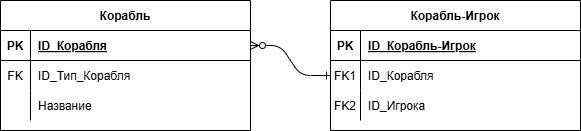 Корабль
PK ID_Корабля
FK ID_Тип_Корабля
Название
Корабль-Игрок
PK ID_Корабль-Игрок
FK1 ID_Корабля
FK2 ID_Игрока